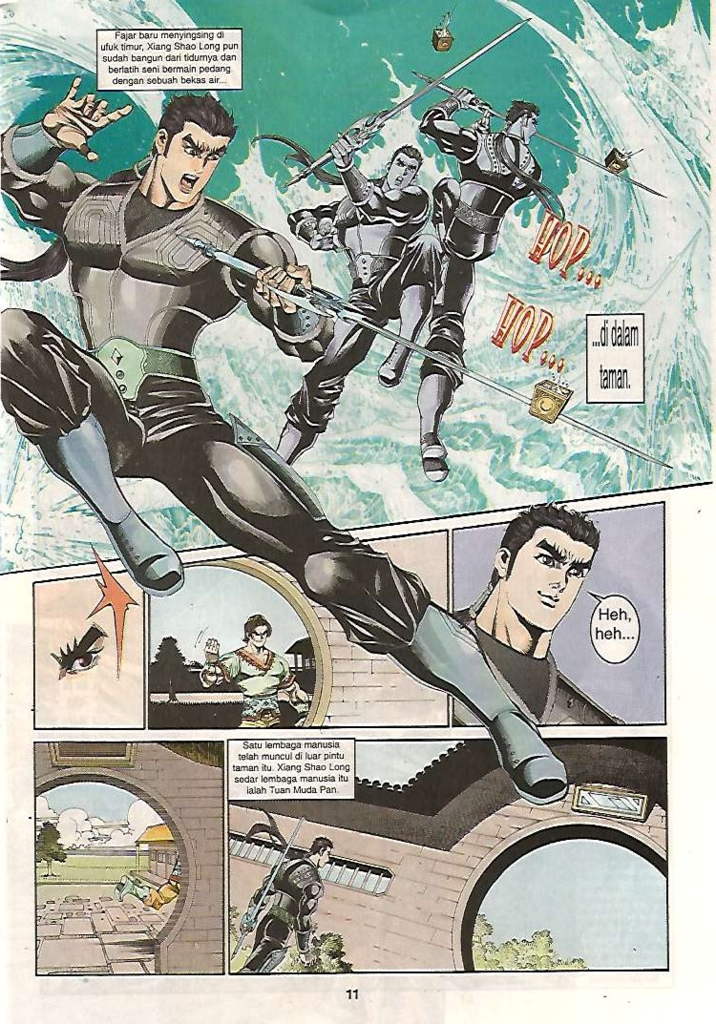 Fajar baru menyingsing di
ufuk timur, Xiang Shao Long pun
sudah bangun dari tidurnya dan
berlatih seni bermain pedang
dengan sebuah bekas air...
HOP...
HOP...
...di dalam
taman.
Heh,
heh...
Satu lembaga manusia
telah muncul di luar pintu
taman itu. Xiang Shao Long
sedar lembaga manusia itu
ialah Tuan Muda Pan.
11